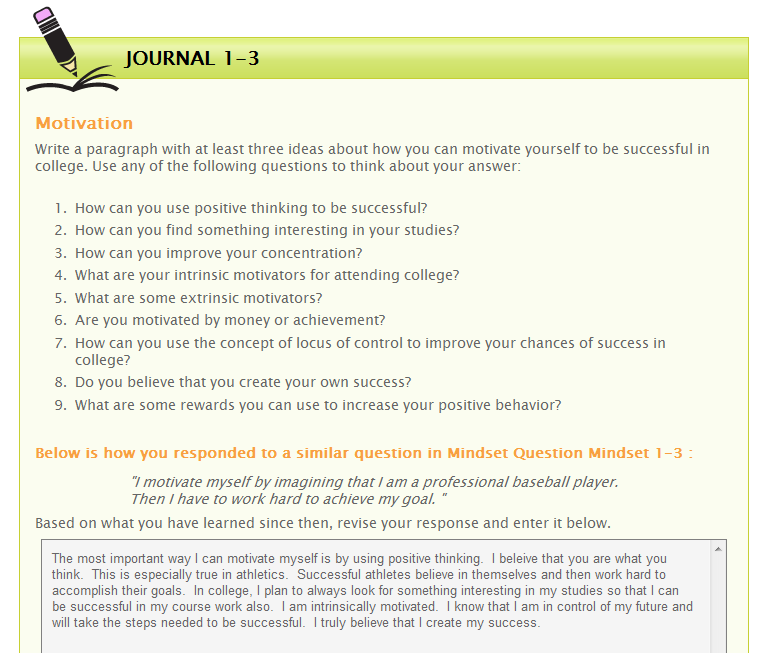 JOURNAL 1-3
Motivation
Write a paragraph with at least three ideas about how you can motivate yourself to be successful in
college. Use any of the following questions to think about your answer:
1. How can you use positive thinking to be successful?
2. How can you find something interesting in your studies?
3. How can you improve your concentration?
4. What are your intrinsic motivators for attending college?
5. What are some extrinsic motivators?
6. Are you motivated by money or achievement?
7. How can you use the concept of locus of control to improve your chances of success in
college?
8. Do you believe that you create your own success?
9. What are some rewards you can use to increase your positive behavior?
Below is how you responded to a similar question in Mindset Question Mindset 1-3 :
"I motivate myself by imagining that I am a professional baseball player.
Then I have to work hard to achieve my goal. "
Based on what you have learned since then, revise your response and enter it below.
The most important way I can motivate myself is by using positive thinking.  I beleive that you are what you
think.  This is especially true in athletics.  Successful athletes believe in themselves and then work hard to
accomplish their goals.  In college, I plan to always look for something interesting in my studies so that I can
be successful in my course work also.  I am intrinsically motivated.  I know that I am in control of my future and
will take the steps needed to be successful.  I truly believe that I create my success.